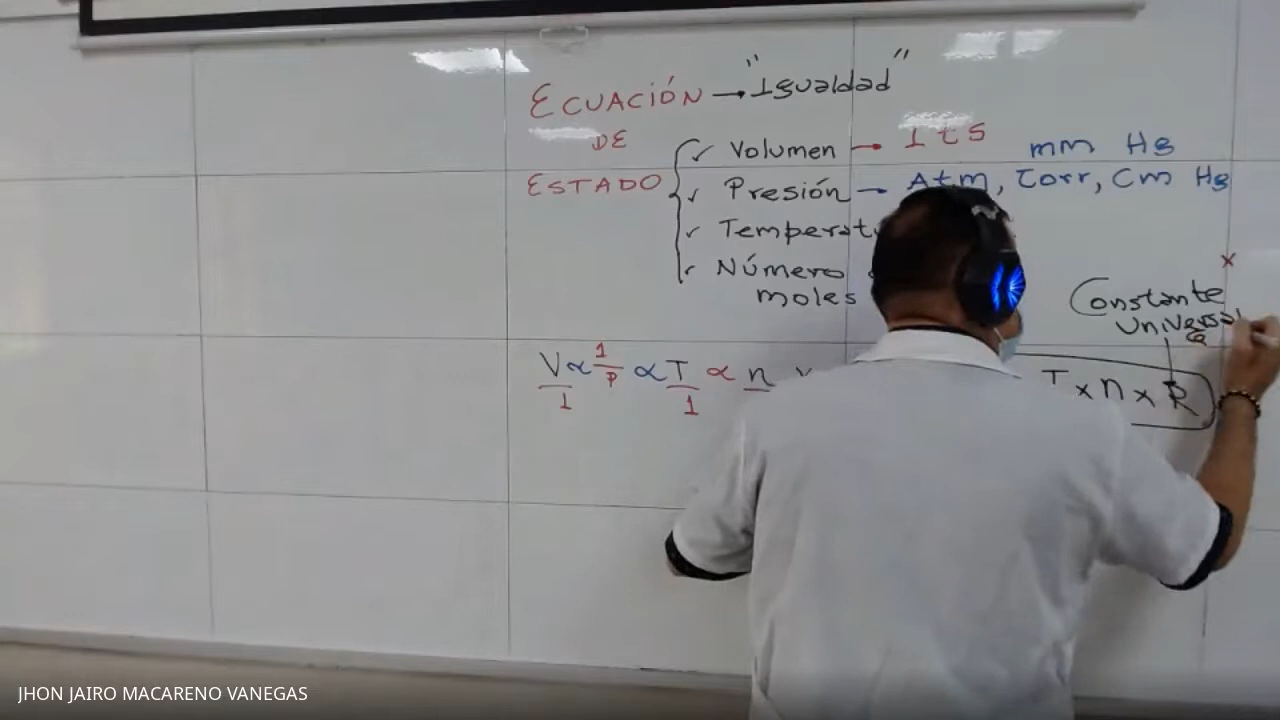 ECUACIÓN → "Igualdad"
DE
ESTADO
✓ Volumen → Lts
mm Hg
✓ Presión → Atm, Torr, Cm Hg
✓ Temperat
✓ Número
moles
x
Constante
Universal
V ∝ 1/P ∝ T ∝ n
1 1
T x n x R
JHON JAIRO MACARENO VANEGAS